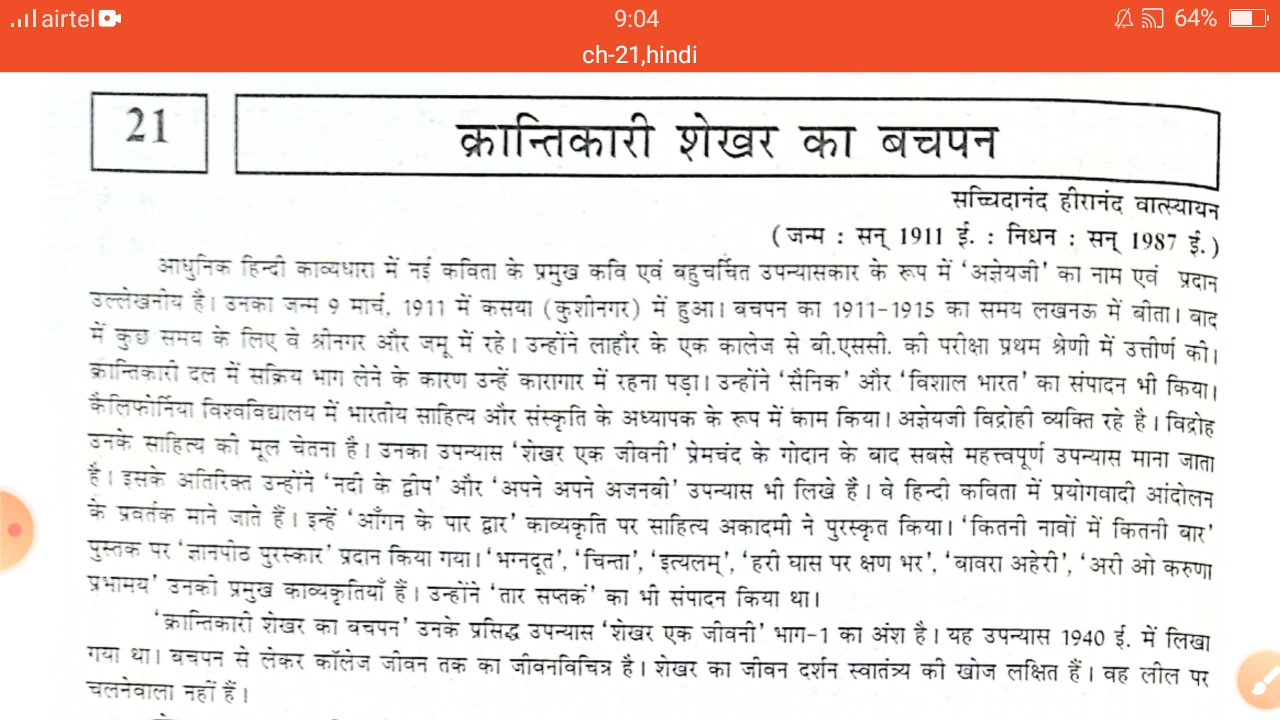 airtel
9:04
64%
ch-21,hindi
21
क्रान्तिकारी शेखर का बचपन
सच्चिदानंद हीरानंद वात्स्यायन
( जन्म : सन् 1911 ई. : निधन : सन् 1987 ई.)
आधुनिक हिन्दी काव्यधारा में नई कविता के प्रमुख कवि एवं बहुचर्चित उपन्यासकार के रूप में ‘अज्ञेयजी’ का नाम एवं प्रदान
उल्लेखनीय है। उनका जन्म 9 मार्च, 1911 में कसया (कुशीनगर) में हुआ। बचपन का 1911-1915 का समय लखनऊ में बीता। बाद
में कुछ समय के लिए वे श्रीनगर और जमू में रहे। उन्होंने लाहौर के एक कालेज से बी.एससी. की परीक्षा प्रथम श्रेणी में उत्तीर्ण की।
क्रान्तिकारी दल में सक्रिय भाग लेने के कारण उन्हें कारागार में रहना पड़ा। उन्होंने ‘सैनिक’ और ‘विशाल भारत’ का संपादन भी किया।
कैलिफोर्निया विश्वविद्यालय में भारतीय साहित्य और संस्कृति के अध्यापक के रूप में काम किया। अज्ञेयजी विद्रोही व्यक्ति रहे है। विद्रोह
उनके साहित्य की मूल चेतना है। उनका उपन्यास ‘शेखर एक जीवनी’ प्रेमचंद के गोदान के बाद सबसे महत्त्वपूर्ण उपन्यास माना जाता
है। इसके अतिरिक्त उन्होंने ‘नदी के द्वीप’ और ‘अपने अपने अजनबी’ उपन्यास भी लिखे है। वे हिन्दी कविता में प्रयोगवादी आंदोलन
के प्रवर्तक माने जाते हैं। इन्हें ‘आँगन के पार द्वार’ काव्यकृति पर साहित्य अकादमी ने पुरस्कृत किया। ‘कितनी नावों में कितनी बार’
पुस्तक पर ‘ज्ञानपीठ पुरस्कार’ प्रदान किया गया। ‘भग्नदूत’, ‘चिन्ता’, ‘इत्यलम्’, ‘हरी घास पर क्षण भर’, ‘बावरा अहेरी’, ‘अरी ओ करुणा
प्रभामय’ उनकी प्रमुख काव्यकृतियाँ हैं। उन्होंने ‘तार सप्तक’ का भी संपादन किया था।
‘क्रान्तिकारी शेखर का बचपन’ उनके प्रसिद्ध उपन्यास ‘शेखर एक जीवनी’ भाग-1 का अंश है। यह उपन्यास 1940 ई. में लिखा
गया था। बचपन से लेकर कॉलेज जीवन तक का जीवनविचित्र है। शेखर का जीवन दर्शन स्वातंत्र्य की खोज लक्षित हैं। वह लील पर
चलनेवाला नहीं हैं।